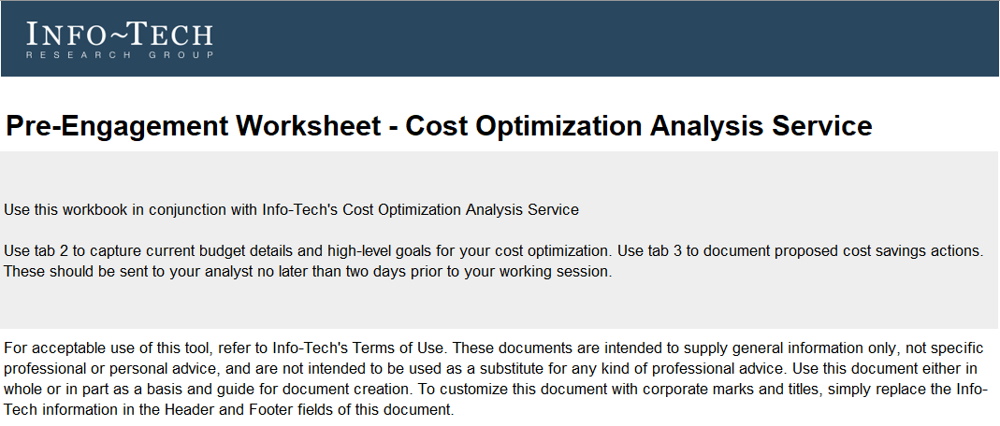 INFO~TECH
RESEARCH GROUP
Pre-Engagement Worksheet - Cost Optimization Analysis Service
Use this workbook in conjunction with Info-Tech's Cost Optimization Analysis Service
Use tab 2 to capture current budget details and high-level goals for your cost optimization. Use tab 3 to document proposed cost savings actions.
These should be sent to your analyst no later than two days prior to your working session.
For acceptable use of this tool, refer to Info-Tech's Terms of Use. These documents are intended to supply general information only, not specific
professional or personal advice, and are not intended to be used as a substitute for any kind of professional advice. Use this document either in
whole or in part as a basis and guide for document creation. To customize this document with corporate marks and titles, simply replace the Info-
Tech information in the Header and Footer fields of this document.